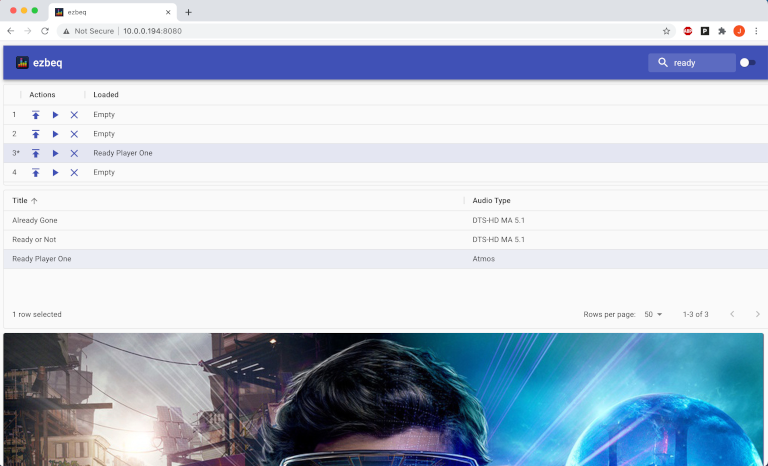 ezbeq
Not Secure | 10.0.0.194:8080
ABP
P
J
ezbeq
ready
Actions Loaded
1 Empty
2 Empty
3* Ready Player One
4 Empty
Title Audio Type
Already Gone DTS-HD MA 5.1
Ready or Not DTS-HD MA 5.1
Ready Player One Atmos
1 row selected Rows per page: 50 1-3 of 3